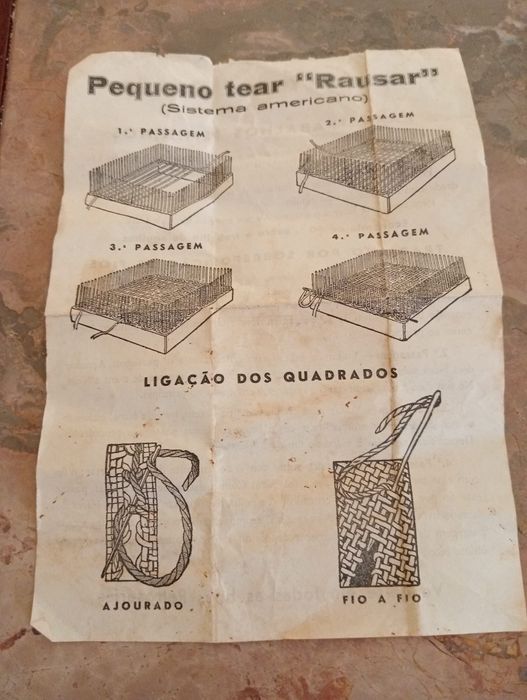 Pequeno tear "Rausar"
(Sistema americano)
1.ª PASSAGEM
2.ª PASSAGEM
3.ª PASSAGEM
4.ª PASSAGEM
LIGAÇÃO DOS QUADRADOS
AJOURADO
FIO A FIO